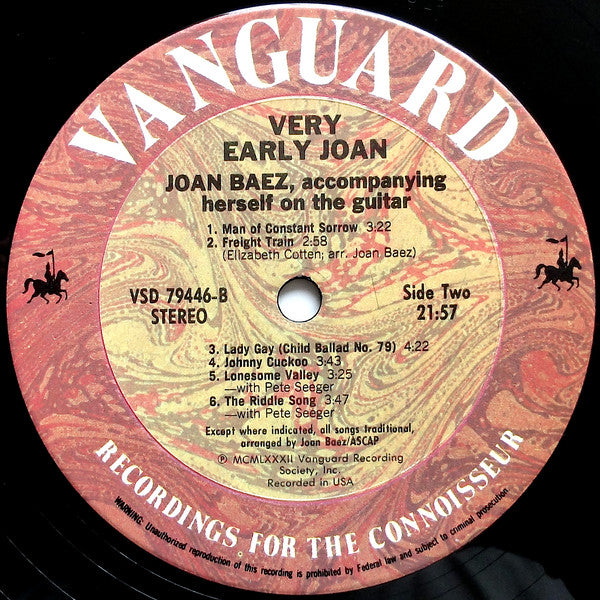 VANGUARD
VERY
EARLY JOAN
JOAN BAEZ, accompanying
herself on the guitar
1. Man of Constant Sorrow 3:22
2. Freight Train 2:58
(Elizabeth Cotten; arr. Joan Baez)
VSD 79446-B
STEREO
Side Two
21:57
3. Lady Gay (Child Ballad No. 79) 4:22
4. Johnny Cuckoo 3:43
5. Lonesome Valley 3:25
—with Pete Seeger
6. The Riddle Song 3:47
—with Pete Seeger
Except where indicated, all songs traditional,
arranged by Joan Baez/ASCAP
℗ MCMLXXXII Vanguard Recording
Society, Inc.
Recorded in USA
RECORDINGS FOR THE CONNOISSEUR
WARNING: Unauthorized reproduction of this recording is prohibited by Federal law and subject to criminal prosecution